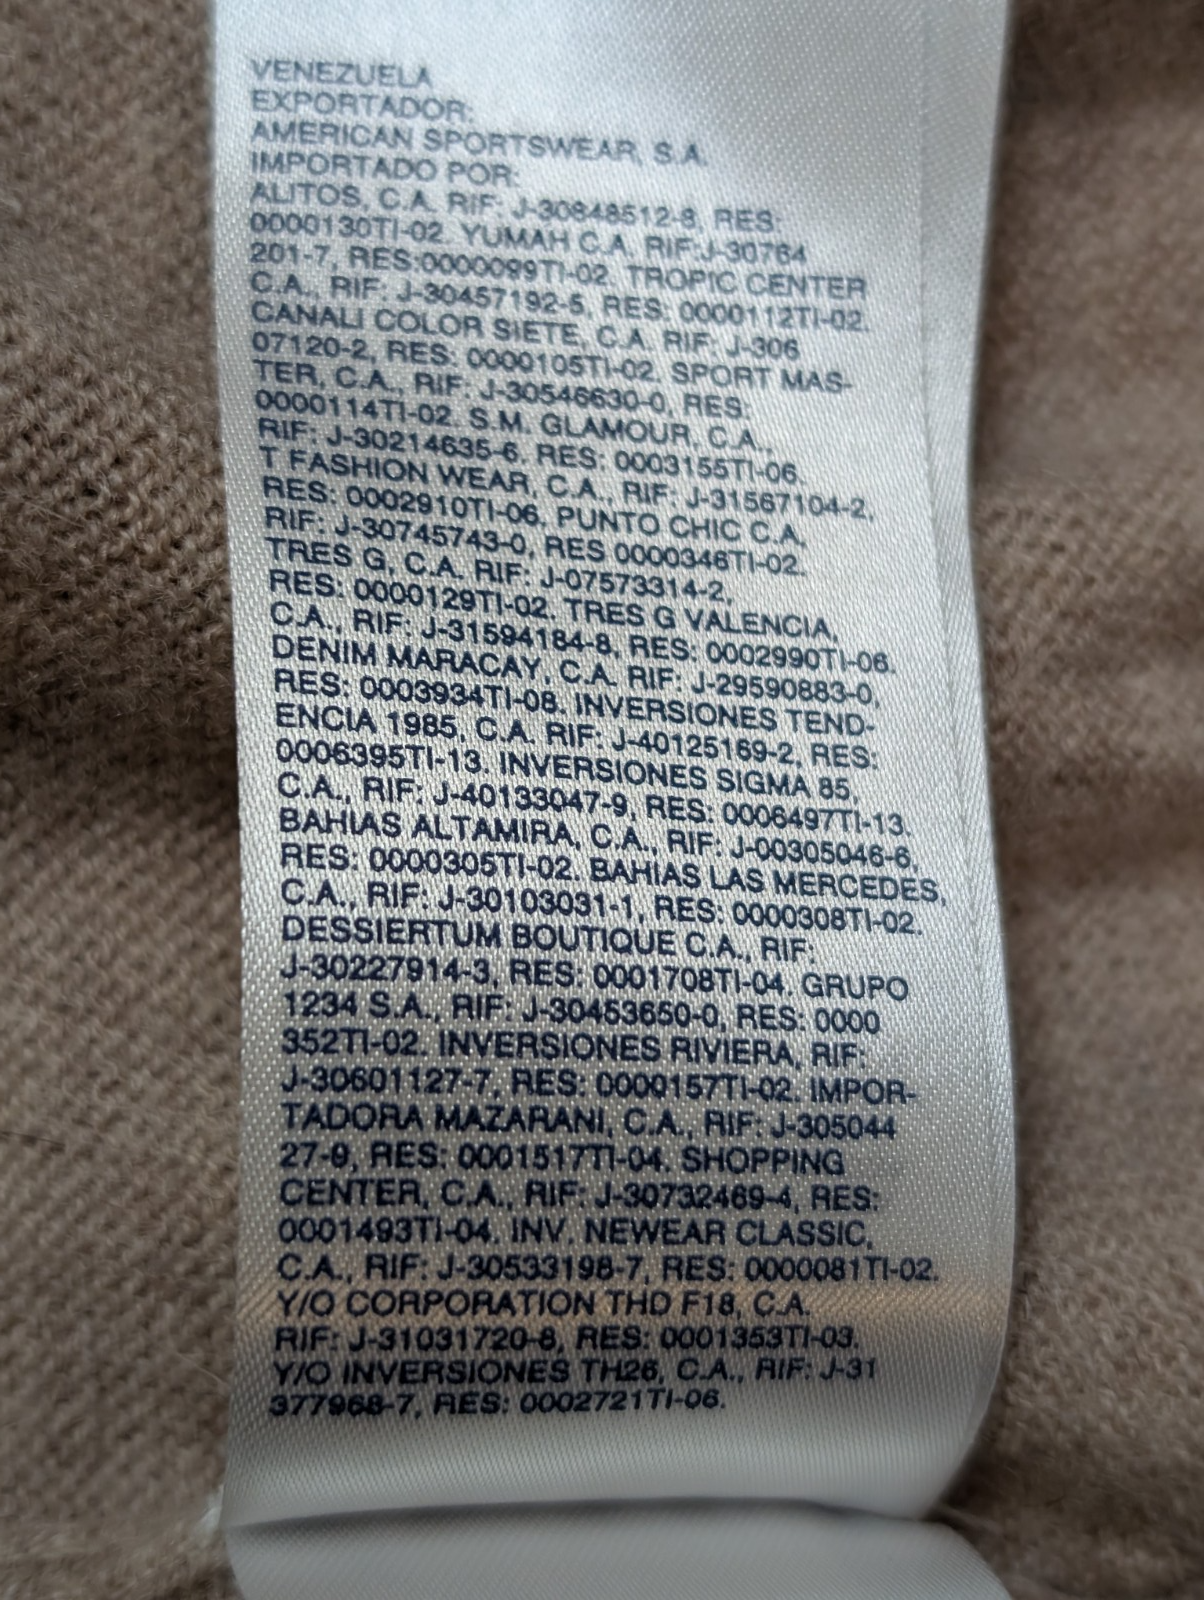 VENEZUELA
EXPORTADOR:
AMERICAN SPORTSWEAR, S.A.
IMPORTADO POR:
ALITOS, C.A. RIF: J-30848512-8, RES:
0000130TI-02. YUMAH C.A. RIF:J-30764
201-7, RES:0000099TI-02. TROPIC CENTER
C.A., RIF: J-30457192-5, RES: 0000112TI-02.
CANALI COLOR SIETE, C.A. RIF: J-306
07120-2, RES: 0000105TI-02. SPORT MAS-
TER, C.A., RIF: J-30546630-0, RES:
0000114TI-02. S.M. GLAMOUR, C.A.,
RIF: J-30214635-6, RES: 0003155TI-06.
T FASHION WEAR, C.A., RIF: J-31567104-2,
RES: 0002910TI-06. PUNTO CHIC C.A.
RIF: J-30745743-0, RES 0000346TI-02.
TRES G, C.A. RIF: J-07573314-2,
RES: 0000129TI-02. TRES G VALENCIA,
C.A., RIF: J-31594184-8, RES: 0002990TI-06.
DENIM MARACAY, C.A. RIF: J-29590883-0,
RES: 0003934TI-08. INVERSIONES TEND-
ENCIA 1985, C.A. RIF: J-40125169-2, RES:
0006395TI-13. INVERSIONES SIGMA 85,
C.A., RIF: J-40133047-9, RES: 0006497TI-13.
BAHIAS ALTAMIRA, C.A., RIF: J-00305046-6,
RES: 0000305TI-02. BAHIAS LAS MERCEDES,
C.A., RIF: J-30103031-1, RES: 0000308TI-02.
DESSIERTUM BOUTIQUE C.A., RIF:
J-30227914-3, RES: 0001708TI-04. GRUPO
1234 S.A., RIF: J-30453650-0, RES: 0000
352TI-02. INVERSIONES RIVIERA, RIF:
J-30601127-7, RES: 0000157TI-02. IMPOR-
TADORA MAZARANI, C.A., RIF: J-305044
27-9, RES: 0001517TI-04. SHOPPING
CENTER, C.A., RIF: J-30732469-4, RES:
0001493TI-04. INV. NEWEAR CLASSIC,
C.A., RIF: J-30533198-7, RES: 0000081TI-02.
Y/O CORPORATION THD F18, C.A.
RIF: J-31031720-8, RES: 0001353TI-03.
Y/O INVERSIONES TH26, C.A., RIF: J-31
377968-7, RES: 0002721TI-06.